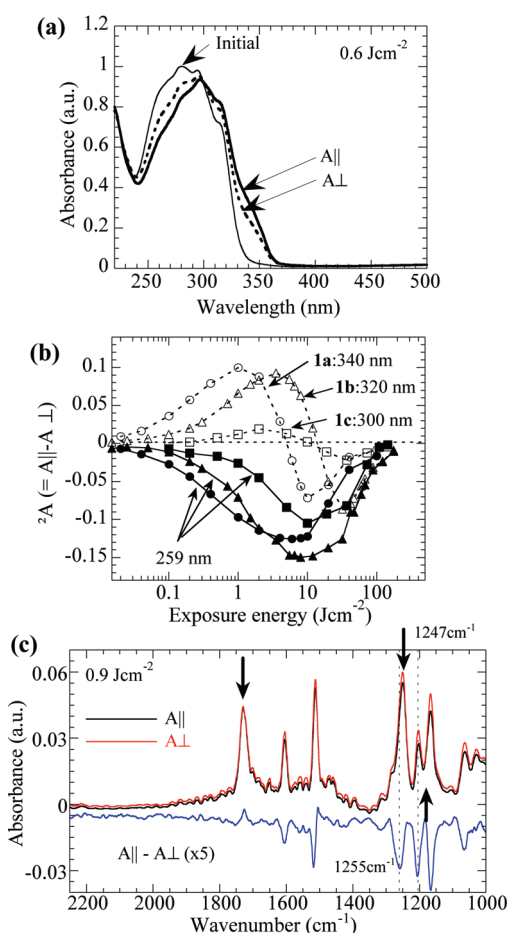 (a)
Initial
0.6 Jcm-2
1.2
1
0.8
0.6
0.4
0.2
0
Absorbance (a.u.)
A||
A⊥
250 300 350 400 450 500
Wavelength (nm)
(b)
0.1
0.05
0
-0.05
-0.1
-0.15
²A (= A||-A ⊥)
1a:340 nm
1b:320 nm
1c:300 nm
259 nm
0.1 1 10 100
Exposure energy (Jcm-2)
(c)
1247cm-1
0.9 Jcm-2
0.06
0.03
0
-0.03
Absorbance (a.u.)
A||
A⊥
A|| - A⊥ (x5)
1255cm-1
2200 2000 1800 1600 1400 1200 1000
Wavenumber (cm-1)